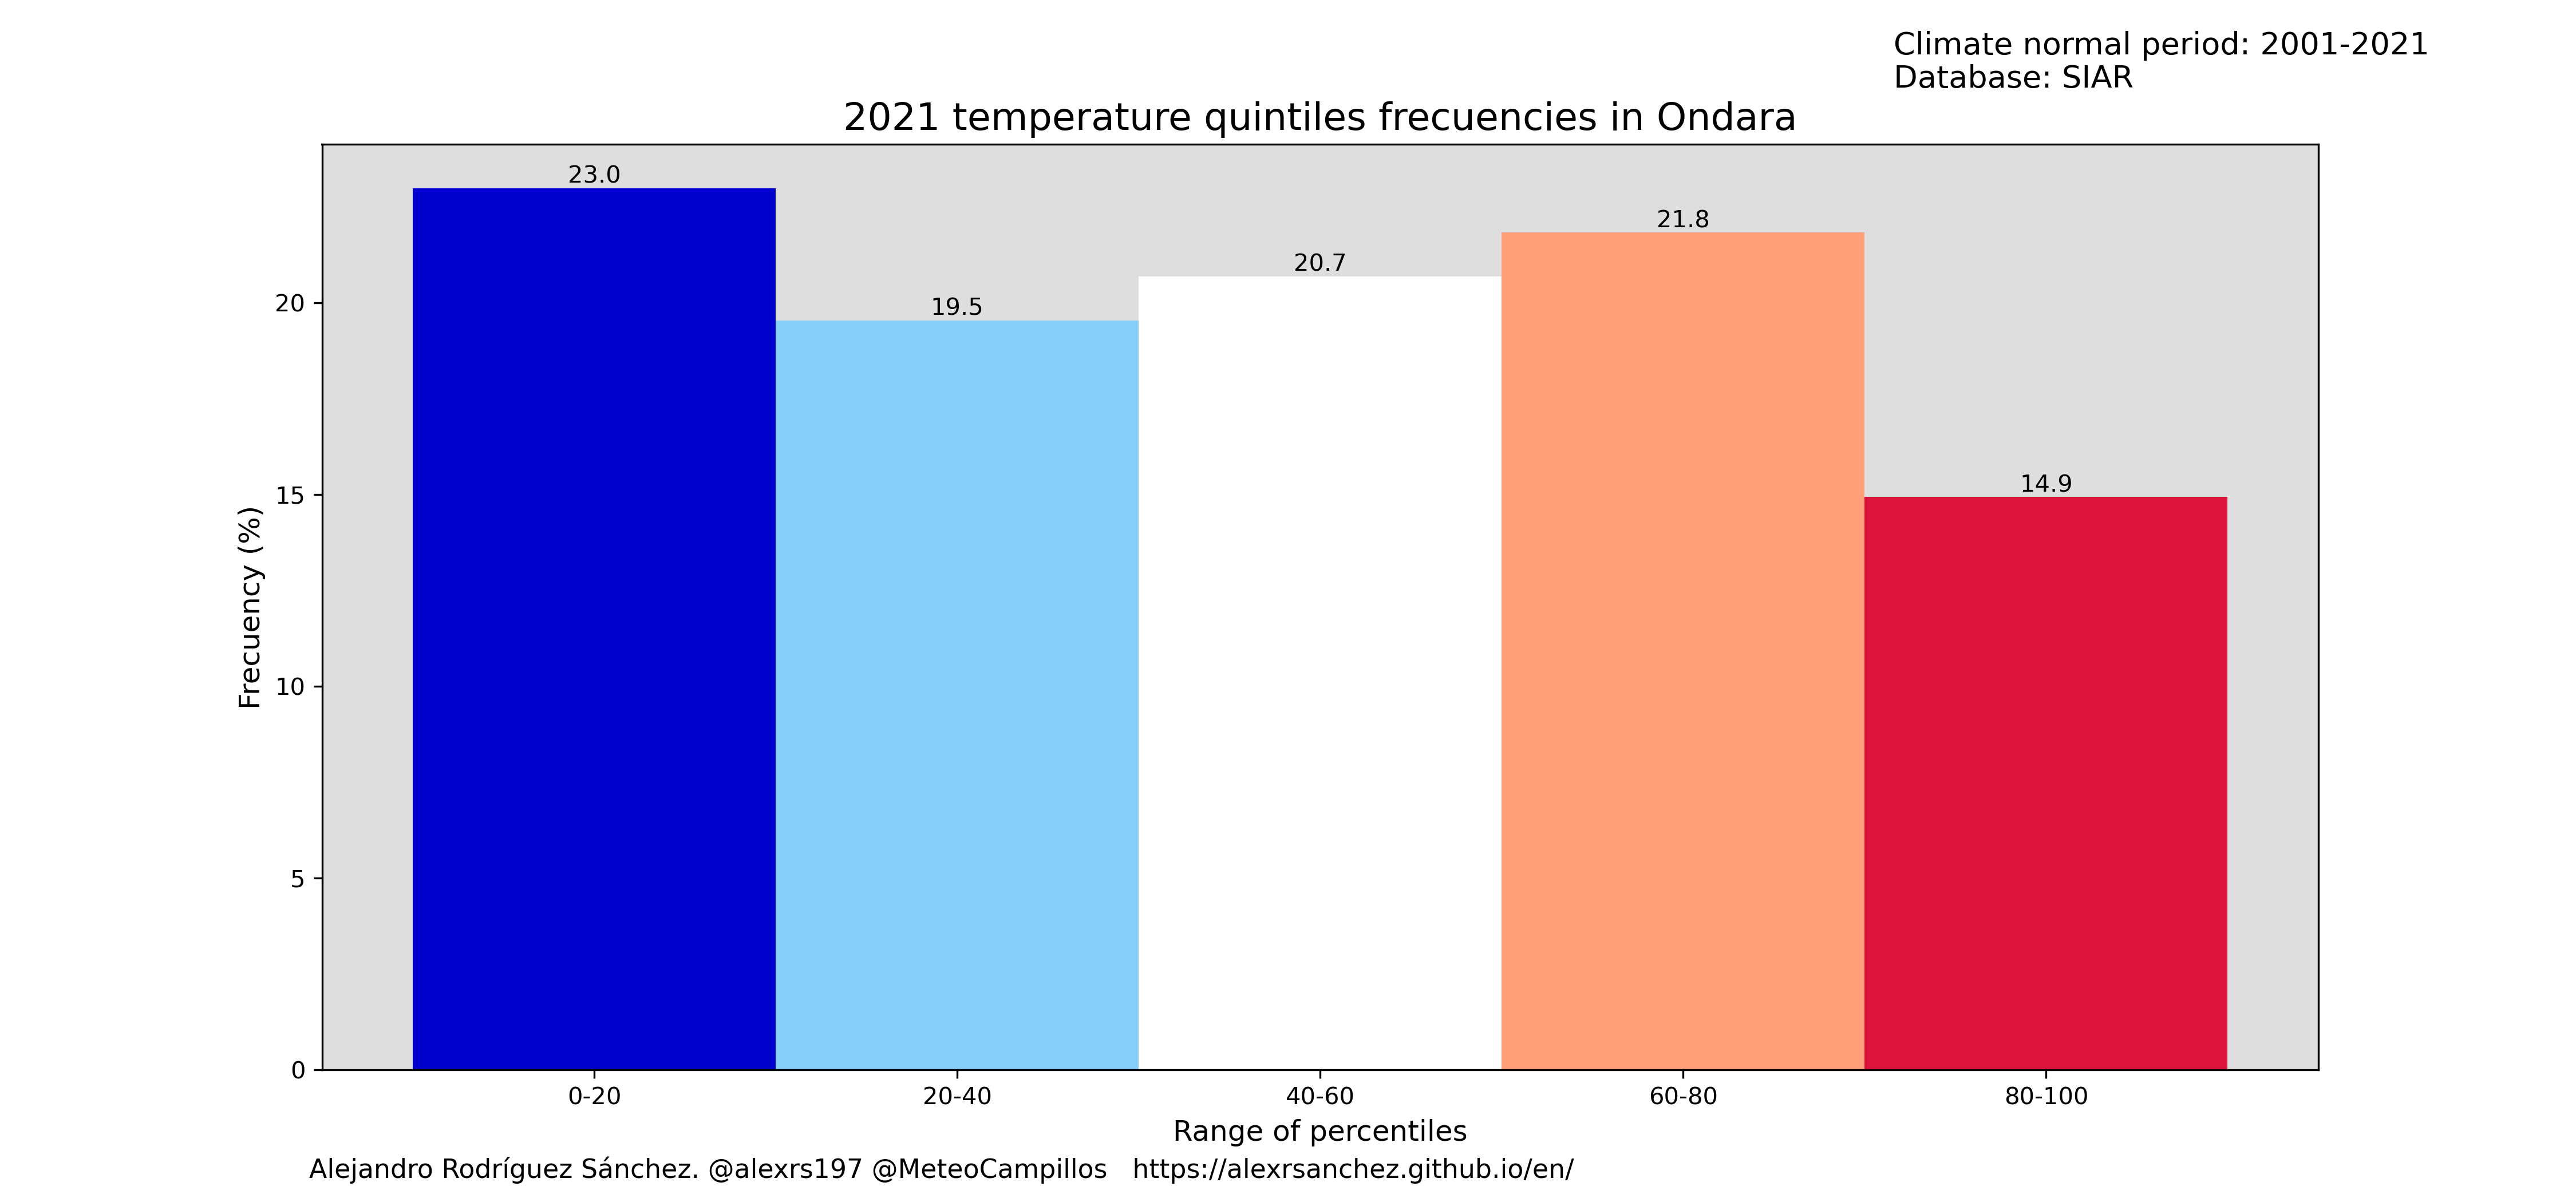 Climate normal period: 2001-2021
Database: SIAR
2021 temperature quintiles frecuencies in Ondara
23.0
21.8
20.7
19.5
14.9
Frecuency (%)
20
15
10
5
0
0-20 20-40 40-60 60-80 80-100
Range of percentiles
Alejandro Rodríguez Sánchez. @alexrs197 @MeteoCampillos https://alexrsanchez.github.io/en/